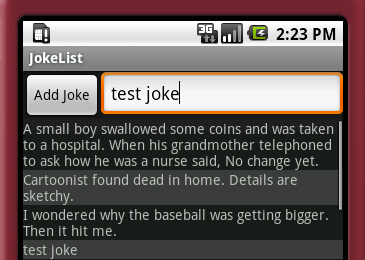 3G
2:23 PM
JokeList
Add Joke
test joke
A small boy swallowed some coins and was taken
to a hospital. When his grandmother telephoned
to ask how he was a nurse said, No change yet.
Cartoonist found dead in home. Details are
sketchy.
I wondered why the baseball was getting bigger.
Then it hit me.
test joke